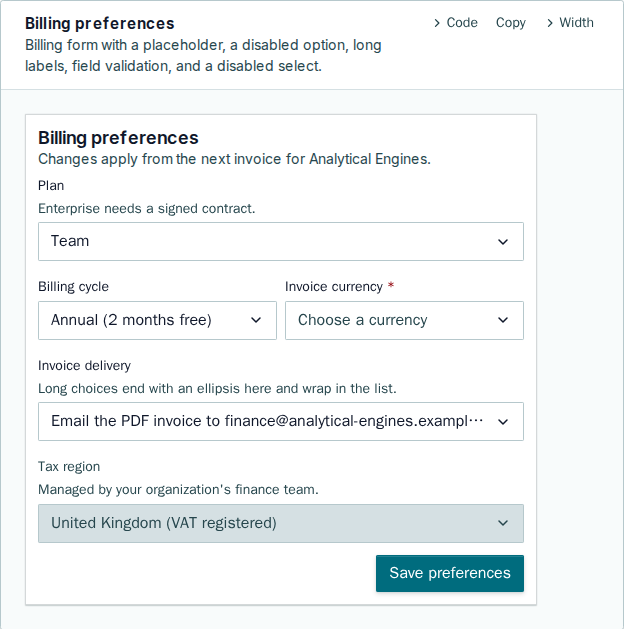 Billing preferences
Code Copy Width
Billing form with a placeholder, a disabled option, long
labels, field validation, and a disabled select.
Billing preferences
Changes apply from the next invoice for Analytical Engines.
Plan
Enterprise needs a signed contract.
Team
Billing cycle
Invoice currency *
Annual (2 months free)
Choose a currency
Invoice delivery
Long choices end with an ellipsis here and wrap in the list.
Email the PDF invoice to finance@analytical-engines.exampl…
Tax region
Managed by your organization's finance team.
United Kingdom (VAT registered)
Save preferences